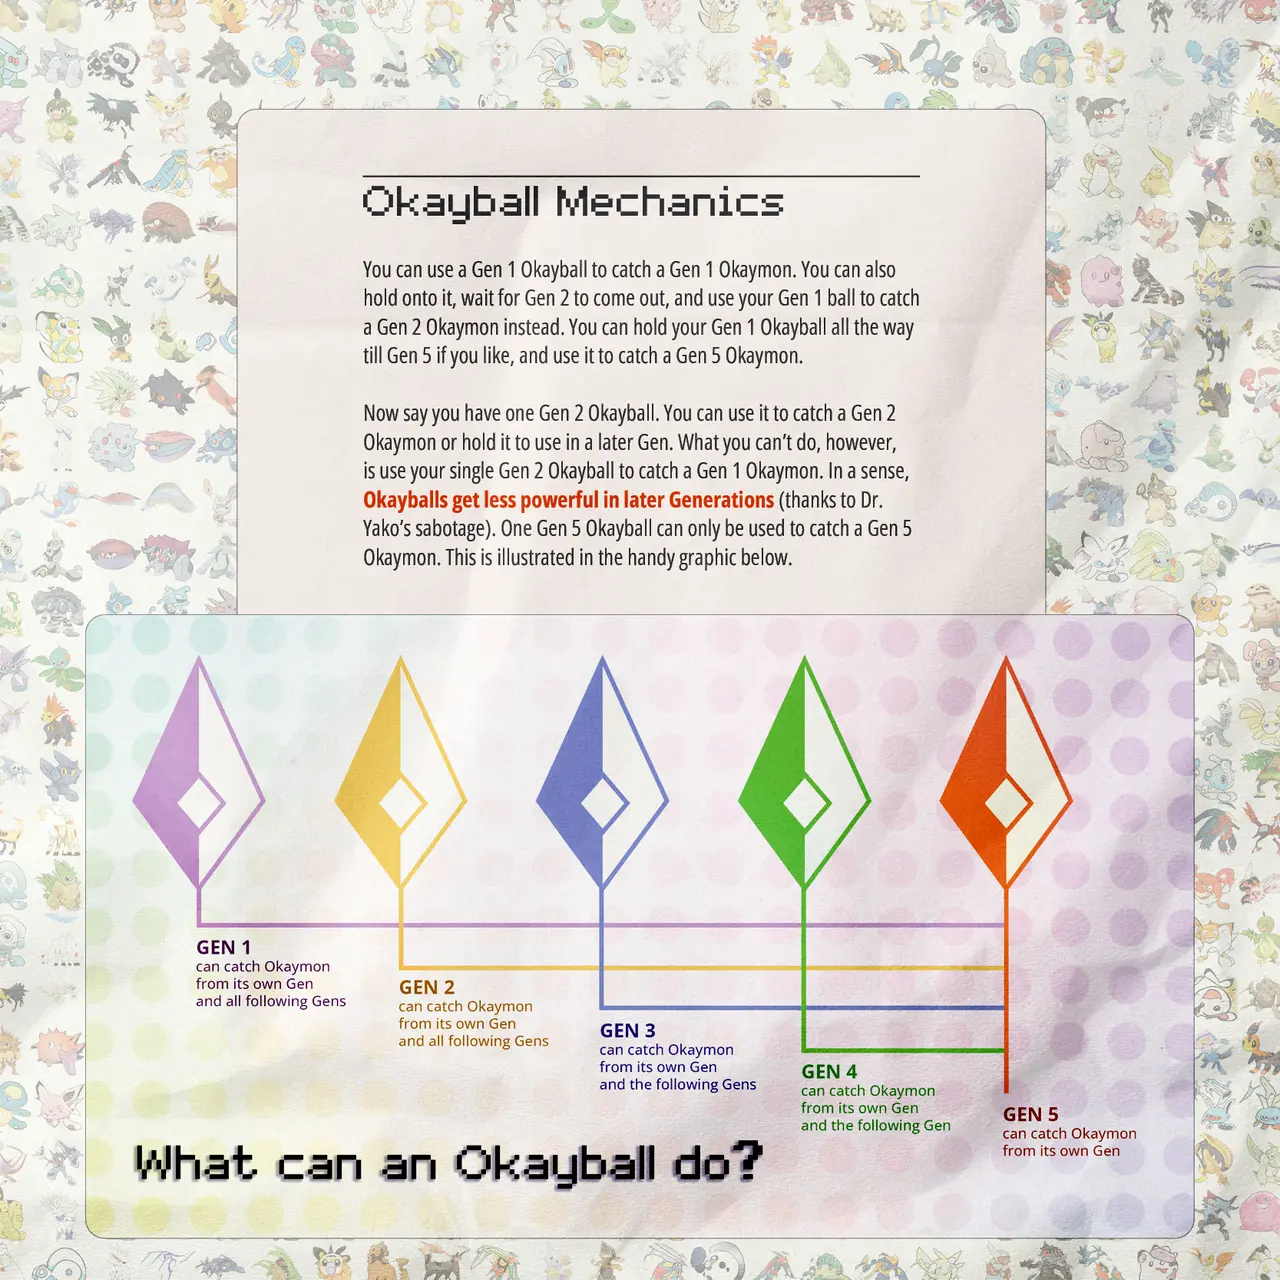 Okayball Mechanics
You can use a Gen 1 Okayball to catch a Gen 1 Okaymon. You can also
hold onto it, wait for Gen 2 to come out, and use your Gen 1 ball to catch
a Gen 2 Okaymon instead. You can hold your Gen 1 Okayball all the way
till Gen 5 if you like, and use it to catch a Gen 5 Okaymon.
Now say you have one Gen 2 Okayball. You can use it to catch a Gen 2
Okaymon or hold it to use in a later Gen. What you can’t do, however,
is use your single Gen 2 Okayball to catch a Gen 1 Okaymon. In a sense,
Okayballs get less powerful in later Generations (thanks to Dr.
Yako’s sabotage). One Gen 5 Okayball can only be used to catch a Gen 5
Okaymon. This is illustrated in the handy graphic below.
GEN 1
can catch Okaymon
from its own Gen
and all following Gens
GEN 2
can catch Okaymon
from its own Gen
and all following Gens
GEN 3
can catch Okaymon
from its own Gen
and the following Gens
GEN 4
can catch Okaymon
from its own Gen
and the following Gen
GEN 5
can catch Okaymon
from its own Gen
What can an Okayball do?